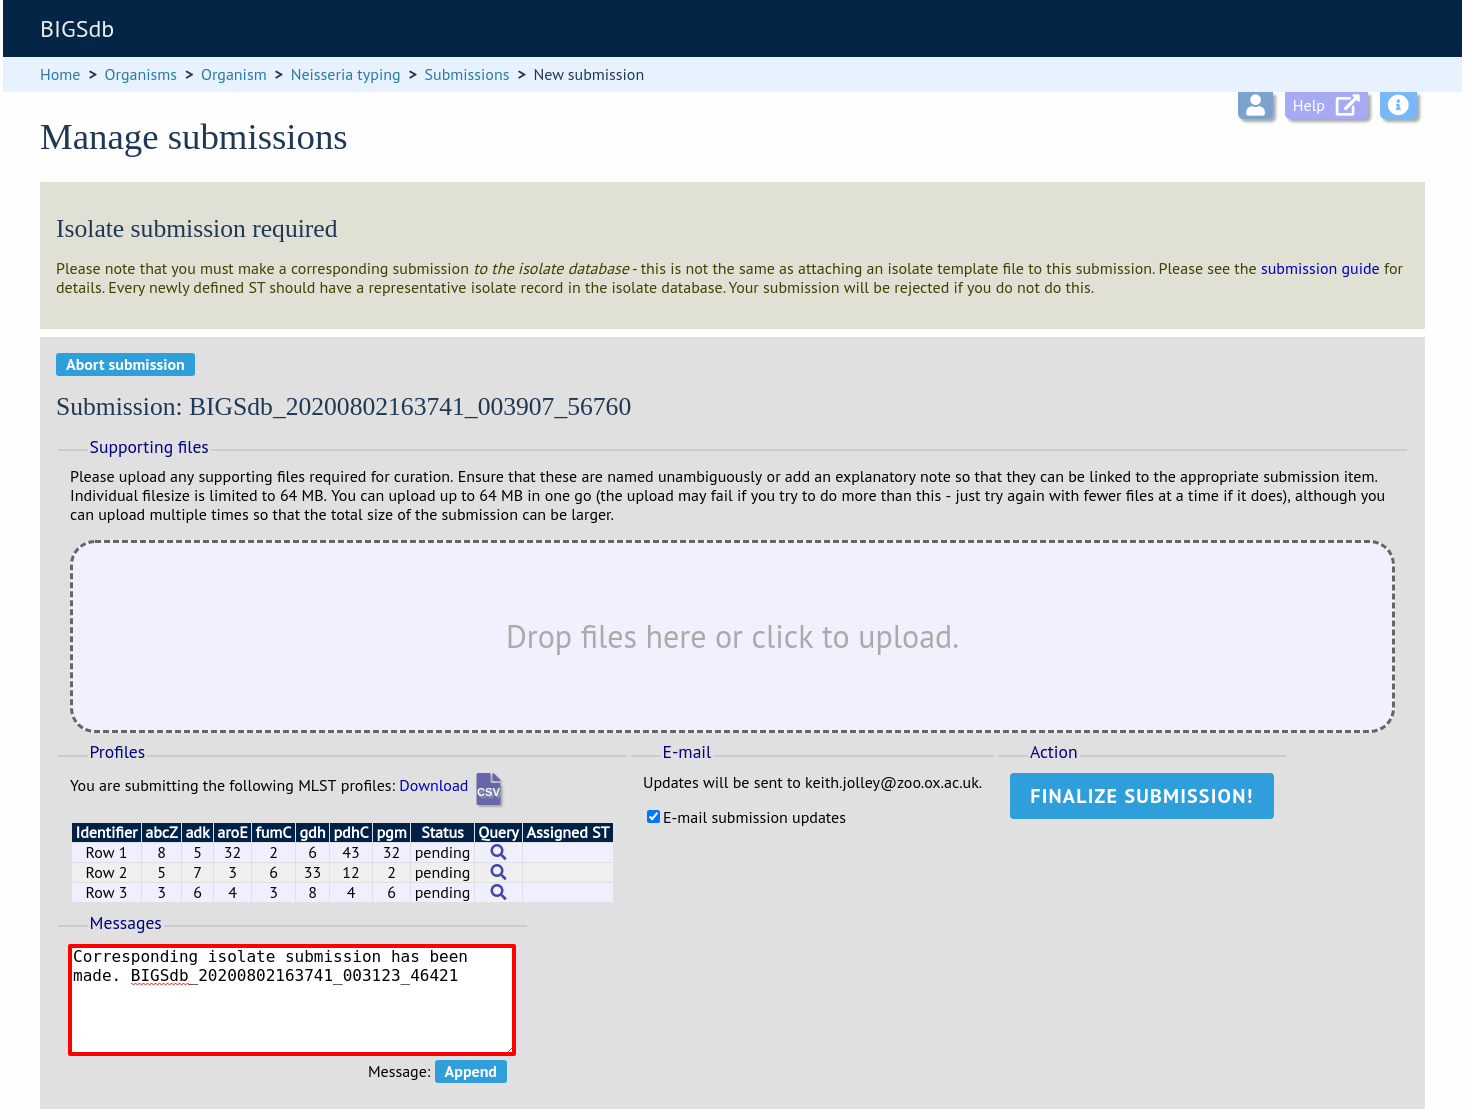 BIGSdb
Home > Organisms > Organism > Neisseria typing > Submissions > New submission
Help
Manage submissions
Isolate submission required
Please note that you must make a corresponding submission to the isolate database - this is not the same as attaching an isolate template file to this submission. Please see the submission guide for
details. Every newly defined ST should have a representative isolate record in the isolate database. Your submission will be rejected if you do not do this.
Abort submission
Submission: BIGSdb_20200802163741_003907_56760
Supporting files
Please upload any supporting files required for curation. Ensure that these are named unambiguously or add an explanatory note so that they can be linked to the appropriate submission item.
Individual filesize is limited to 64 MB. You can upload up to 64 MB in one go (the upload may fail if you try to do more than this - just try again with fewer files at a time if it does), although you
can upload multiple times so that the total size of the submission can be larger.
Drop files here or click to upload.
Profiles
You are submitting the following MLST profiles: Download CSV
Identifier abcZ adk aroE fumC gdh pdhC pgm Status Query Assigned ST
Row 1 8 5 32 2 6 43 32 pending
Row 2 5 7 3 6 33 12 2 pending
Row 3 3 6 4 3 8 4 6 pending
E-mail
Updates will be sent to keith.jolley@zoo.ox.ac.uk.
E-mail submission updates
Action
FINALIZE SUBMISSION!
Messages
Corresponding isolate submission has been
made. BIGSdb_20200802163741_003123_46421
Message: Append